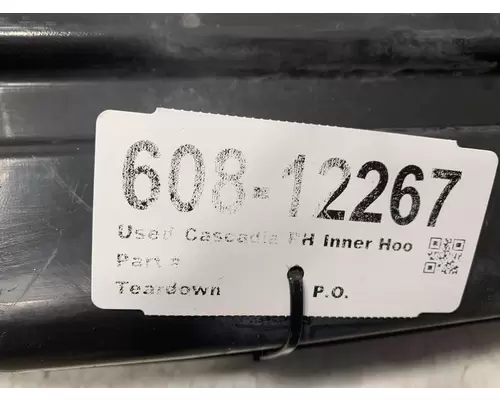 608-12267
Used Cascadia FH Inner Hoo
Part #
Teardown P.O.